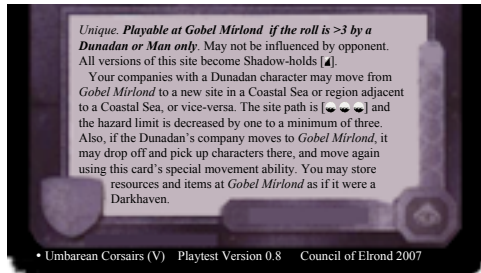 Unique. Playable at Gobel Mírlond if the roll is >3 by a
Dunadan or Man only. May not be influenced by opponent.
All versions of this site become Shadow-holds [].
Your companies with a Dunadan character may move from
Gobel Mírlond to a new site in a Coastal Sea or region adjacent
to a Coastal Sea, or vice-versa. The site path is [] and
the hazard limit is decreased by one to a minimum of three.
Also, if the Dunadan's company moves to Gobel Mírlond, it
may drop off and pick up characters there, and move again
using this card's special movement ability. You may store
resources and items at Gobel Mírlond as if it were a
Darkhaven.
• Umbarean Corsairs (V) Playtest Version 0.8 Council of Elrond 2007